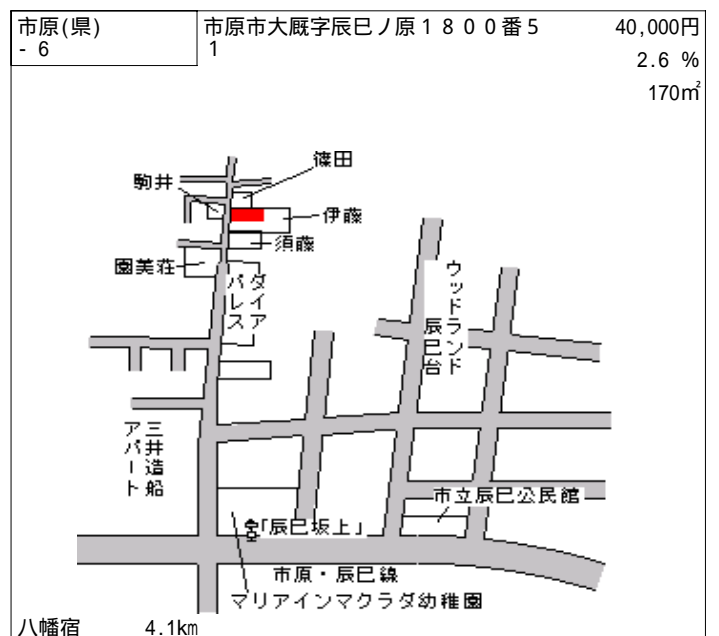 市原(県)
- 6
市原市大厩字辰巳ノ原１８００番５
１
40,000円
2.6 %
170㎡
篠田
駒井
伊藤
須藤
園美荘
ダイア
パレス
ウッドランド
辰巳台
三井造船
アパート
市立辰巳公民館
「辰巳坂上」
市原・辰巳線
マリアインマクラダ幼稚園
八幡宿 4.1km